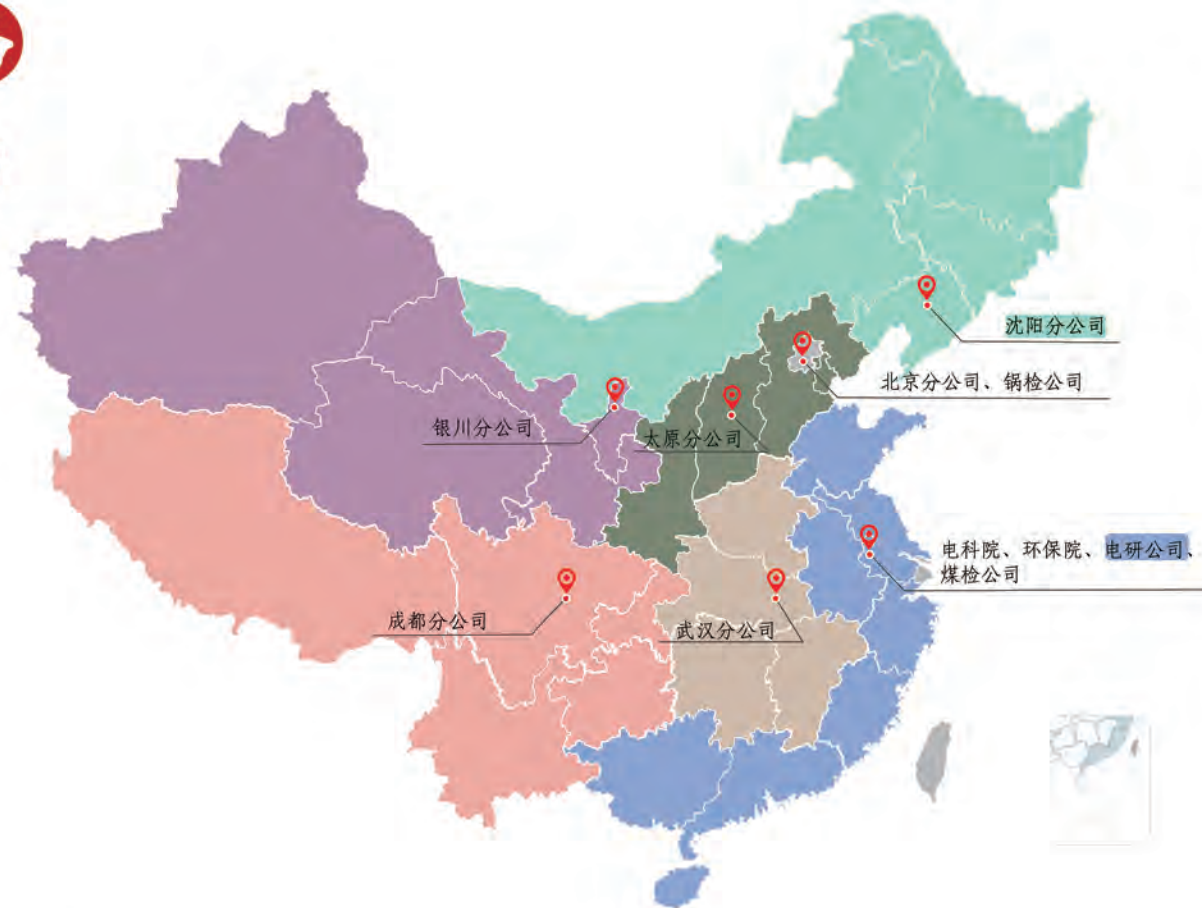 沈阳分公司
北京分公司、锅检公司
银川分公司
太原分公司
电科院、环保院、电研公司、
煤检公司
成都分公司
武汉分公司